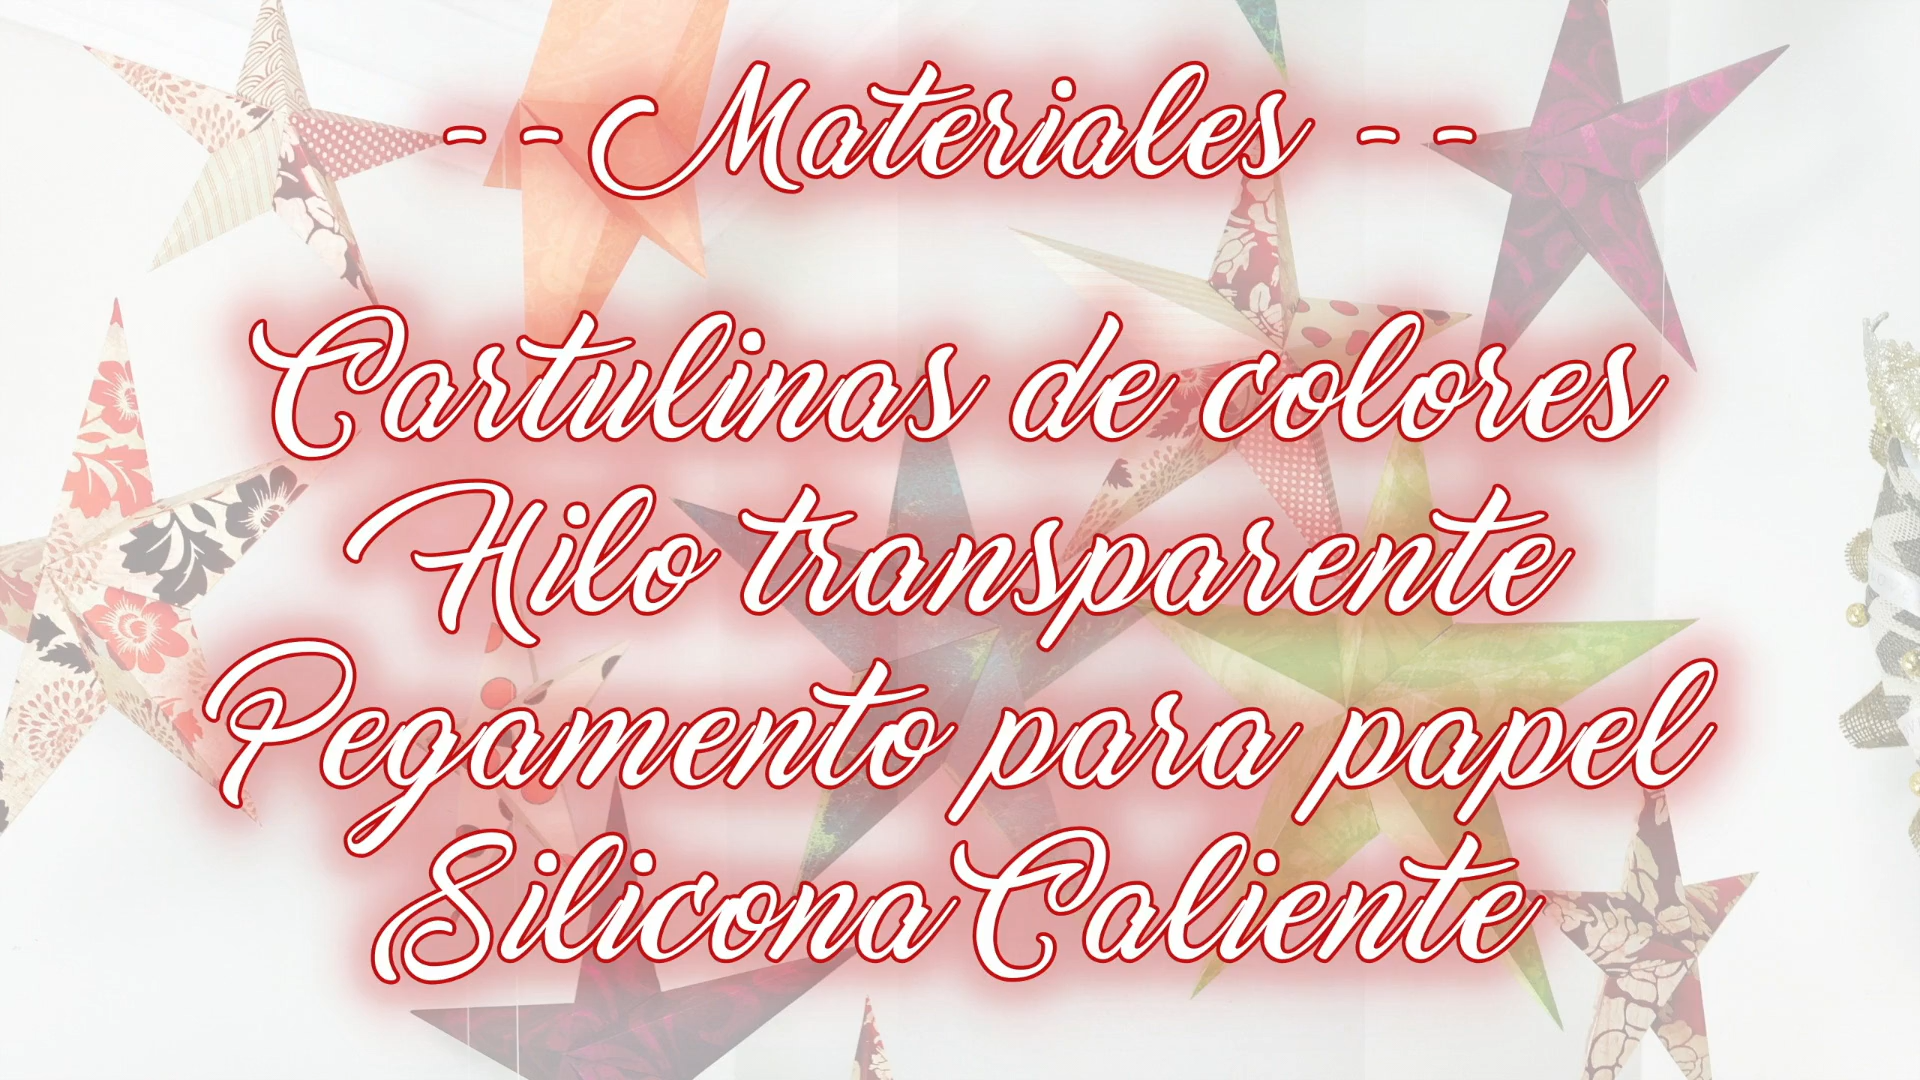 -- Materiales --
Cartulinas de colores
Hilo transparente
Pegamento para papel
Silicona Caliente